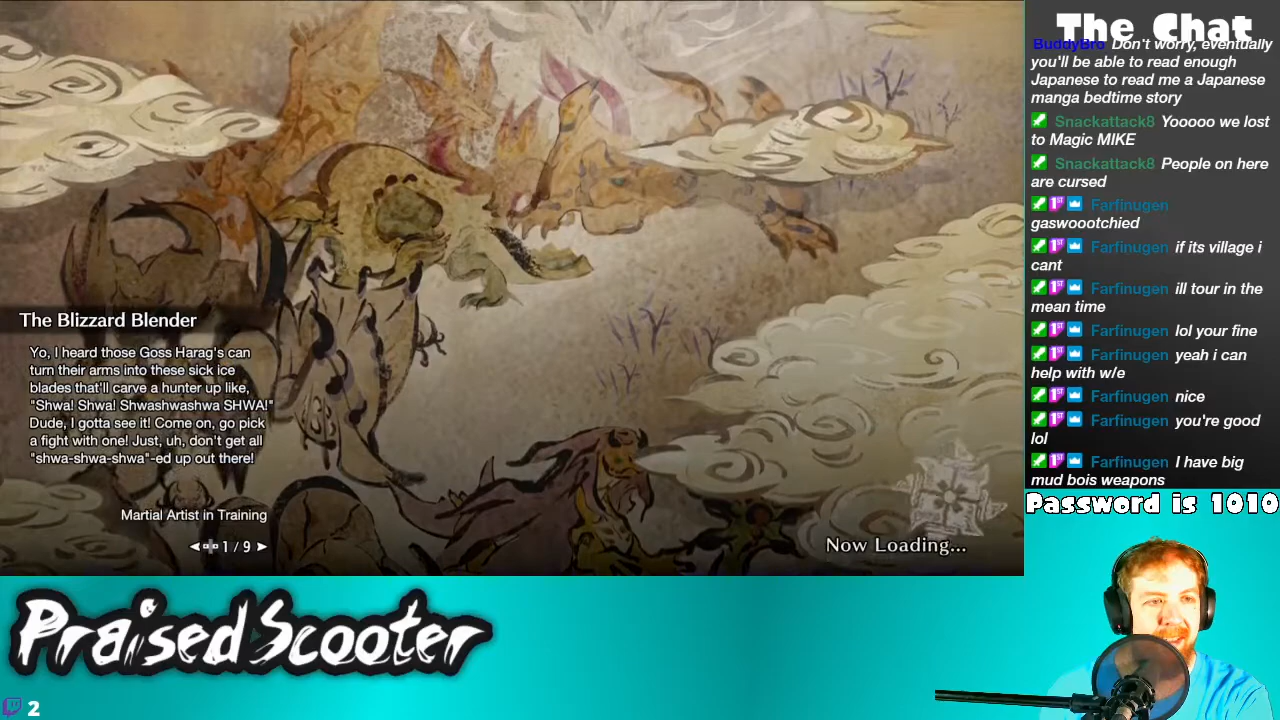 The Chat
BuddyBro Don't worry, eventually
you'll be able to read enough
Japanese to read me a Japanese
manga bedtime story
Snackattack8 Yooooo we lost
to Magic MIKE
Snackattack8 People on here
are cursed
Farfinugen
gaswoootchied
Farfinugen if its village i
cant
Farfinugen ill tour in the
mean time
Farfinugen lol your fine
Farfinugen yeah i can
help with w/e
Farfinugen nice
Farfinugen you're good
lol
Farfinugen I have big
mud bois weapons
Password is 1010
The Blizzard Blender
Yo, I heard those Goss Harag's can
turn their arms into these sick ice
blades that'll carve a hunter up like,
"Shwa! Shwa! Shwashwashwa SHWA!"
Dude, I gotta see it! Come on, go pick
a fight with one! Just, uh, don't get all
"shwa-shwa-shwa"-ed up out there!
Martial Artist in Training
1 / 9
Now Loading...
Praised Scooter
2